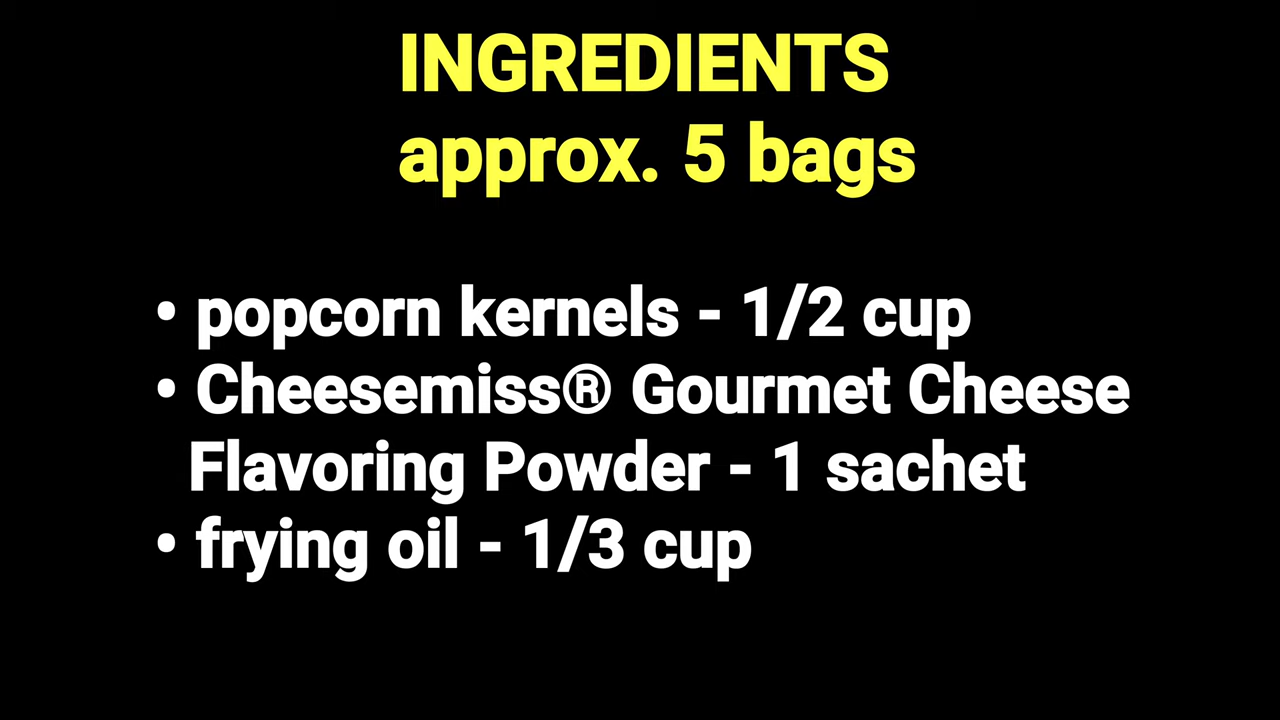 INGREDIENTS
approx. 5 bags
• popcorn kernels - 1/2 cup
• Cheesemiss® Gourmet Cheese
Flavoring Powder - 1 sachet
• frying oil - 1/3 cup